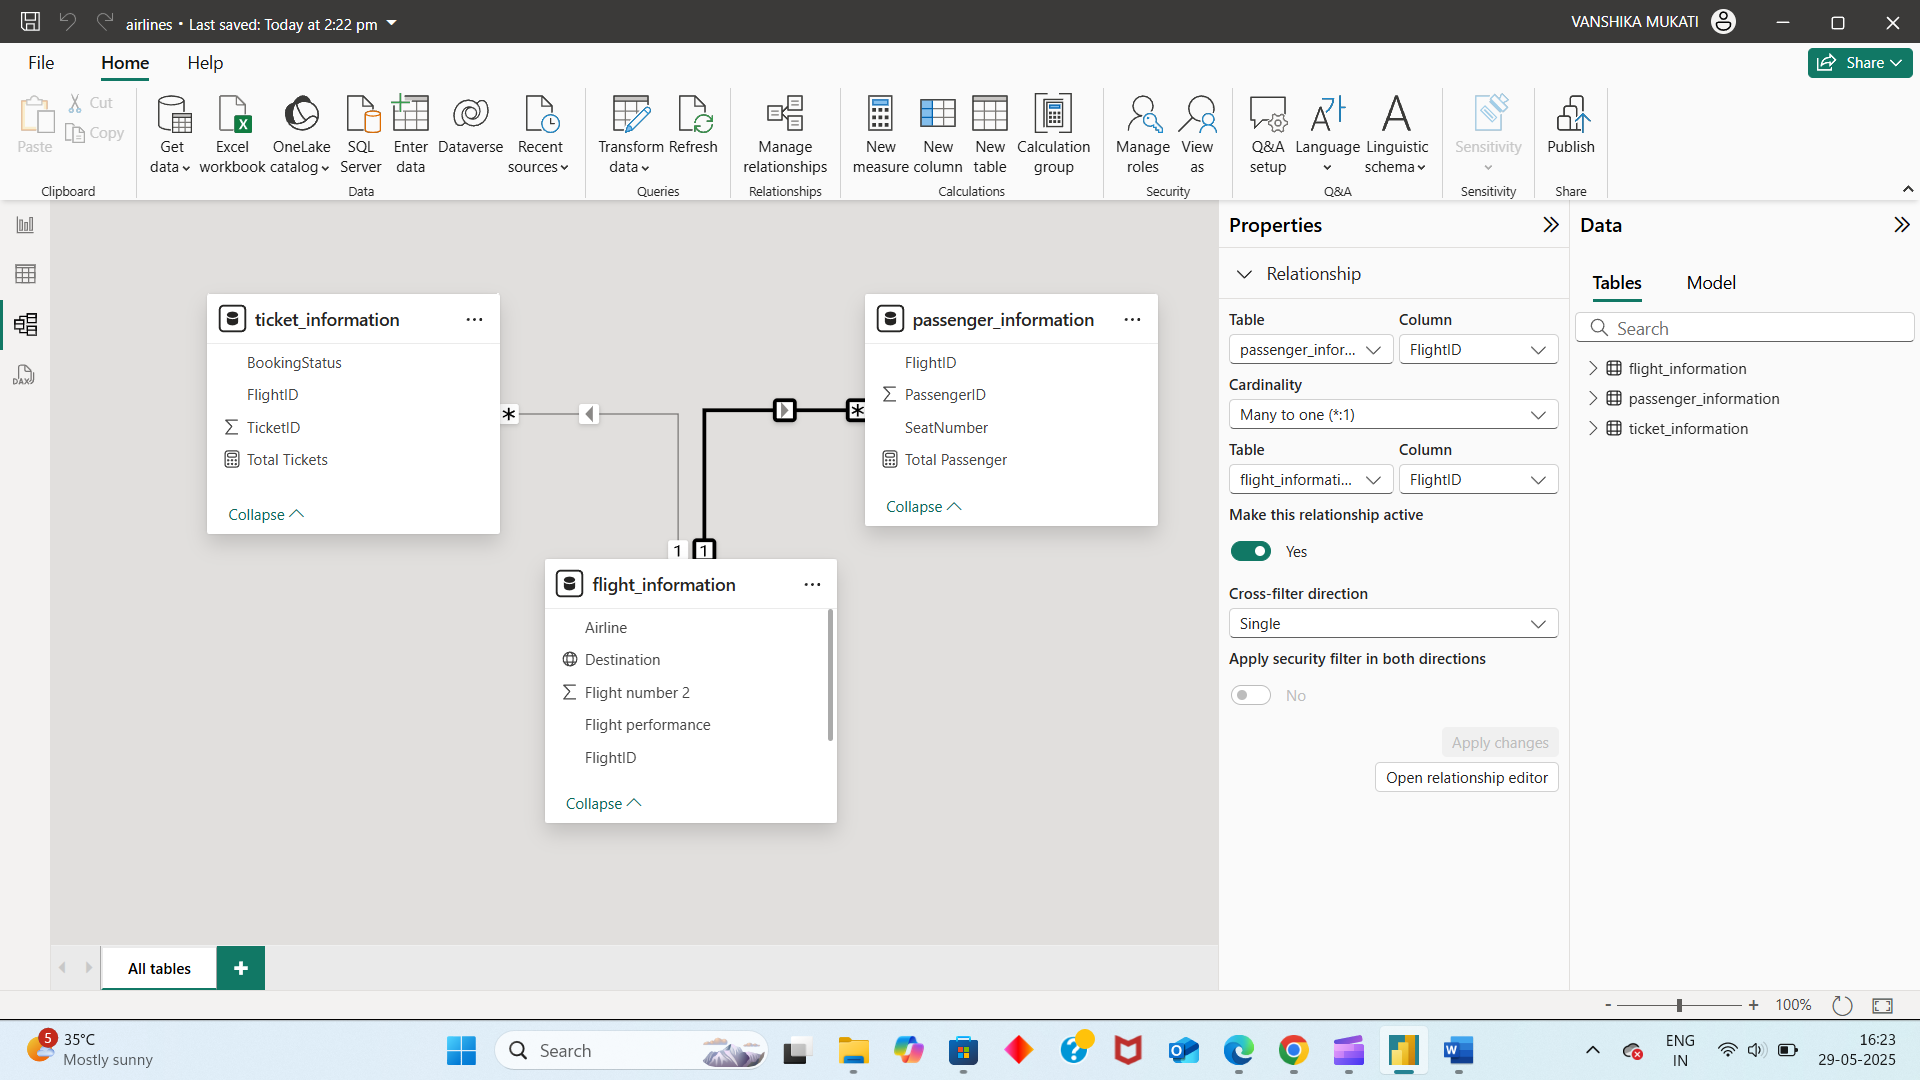 airlines • Last saved: Today at 2:22 pm
VANSHIKA MUKATI
File Home Help
Share
Paste
Cut
Copy
Clipboard
Get data
Excel workbook
OneLake catalog
SQL Server
Enter data
Dataverse
Recent sources
Data
Transform data
Refresh
Queries
Manage relationships
Relationships
New measure
New column
New table
Calculation group
Calculations
Manage roles
View as
Security
Q&A setup
Language
Linguistic schema
Q&A
Sensitivity
Sensitivity
Publish
Share
DAX
ticket_information
BookingStatus
FlightID
TicketID
Total Tickets
Collapse
passenger_information
FlightID
PassengerID
SeatNumber
Total Passenger
Collapse
1 1
flight_information
Airline
Destination
Flight number 2
Flight performance
FlightID
Collapse
Properties
Relationship
Table Column
passenger_infor... FlightID
Cardinality
Many to one (*:1)
Table Column
flight_informati... FlightID
Make this relationship active
Yes
Cross-filter direction
Single
Apply security filter in both directions
No
Apply changes
Open relationship editor
Data
Tables Model
Search
flight_information
passenger_information
ticket_information
All tables
- + 100%
5
35°C
Mostly sunny
Search
ENG
IN
16:23
29-05-2025